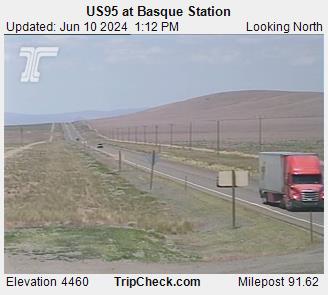 US95 at Basque Station
Updated: Jun 10 2024 1:12 PM Looking North
Elevation 4460 TripCheck.com Milepost 91.62